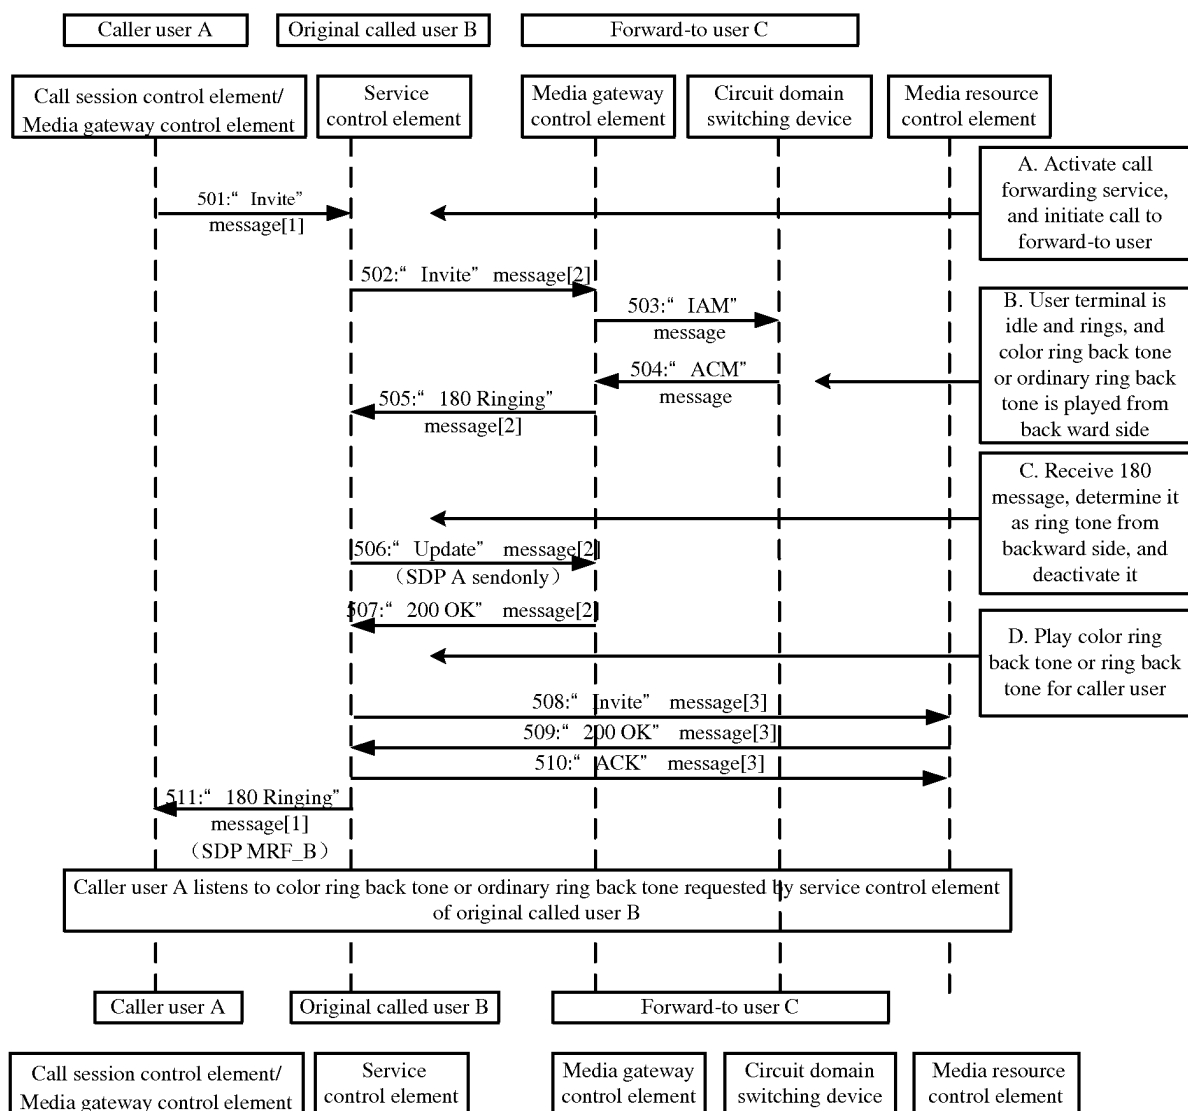 Caller user A
Original called user B
Forward-to user C
Call session control element/
Media gateway control element
Service
control element
Media gateway
control element
Circuit domain
switching device
Media resource
control element
A. Activate call
forwarding service,
and initiate call to
forward-to user
501:“ Invite”
message[1]
502:“ Invite” message[2]
B. User terminal is
idle and rings, and
color ring back tone
or ordinary ring back
tone is played from
back ward side
503:“ IAM”
message
504:“ ACM”
message
505:“ 180 Ringing”
message[2]
C. Receive 180
message, determine it
as ring tone from
backward side, and
deactivate it
506:“ Update” message[2]
（SDP A sendonly）
507:“ 200 OK” message[2]
D. Play color ring
back tone or ring back
tone for caller user
508:“ Invite” message[3]
509:“ 200 OK” message[3]
510:“ ACK” message[3]
511:“ 180 Ringing”
message[1]
（SDP MRF_B）
Caller user A listens to color ring back tone or ordinary ring back tone requested by service control element
of original called user B
Caller user A
Original called user B
Forward-to user C
Call session control element/
Media gateway control element
Service
control element
Media gateway
control element
Circuit domain
switching device
Media resource
control element